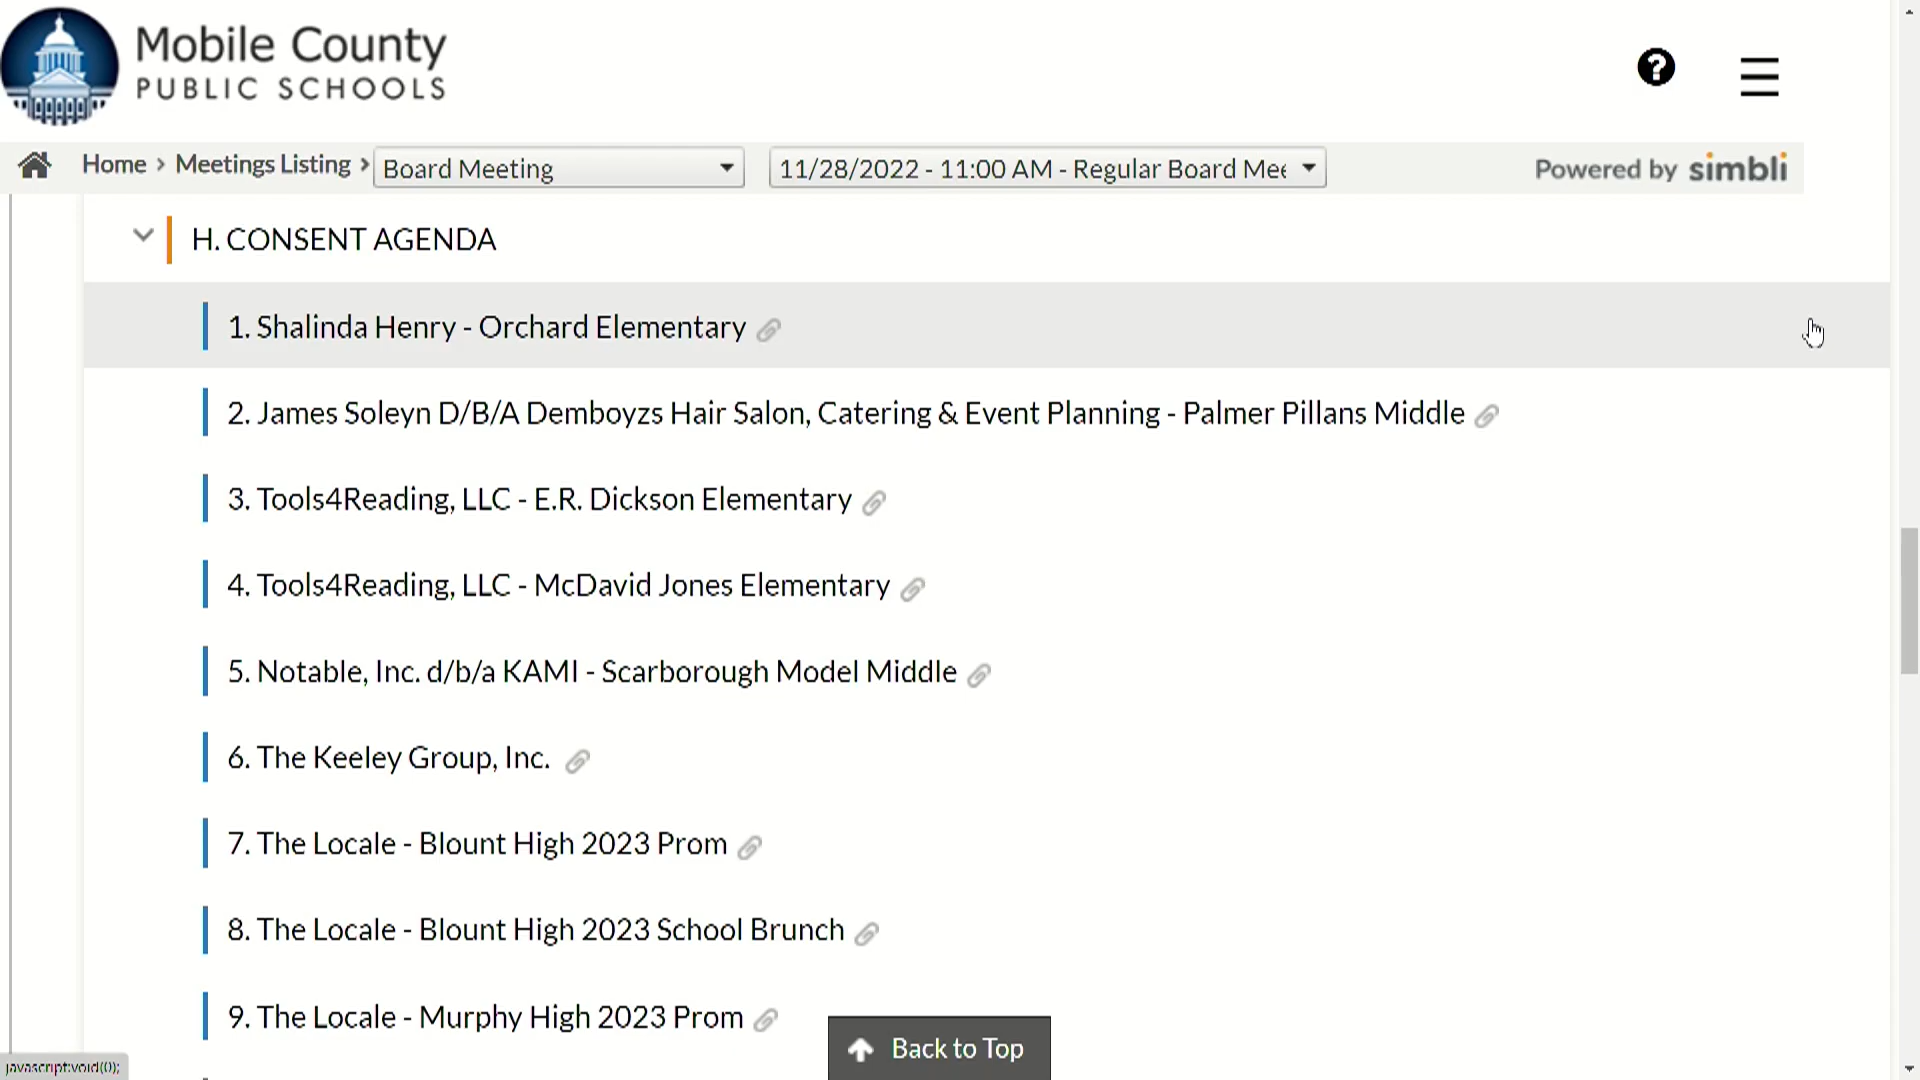 Mobile County
PUBLIC SCHOOLS
?
Home > Meetings Listing > Board Meeting 11/28/2022 - 11:00 AM - Regular Board Mee Powered by simbli
H. CONSENT AGENDA
1. Shalinda Henry - Orchard Elementary
2. James Soleyn D/B/A Demboyzs Hair Salon, Catering & Event Planning - Palmer Pillans Middle
3. Tools4Reading, LLC - E.R. Dickson Elementary
4. Tools4Reading, LLC - McDavid Jones Elementary
5. Notable, Inc. d/b/a KAMI - Scarborough Model Middle
6. The Keeley Group, Inc.
7. The Locale - Blount High 2023 Prom
8. The Locale - Blount High 2023 School Brunch
9. The Locale - Murphy High 2023 Prom
Back to Top
javascript:void(0);